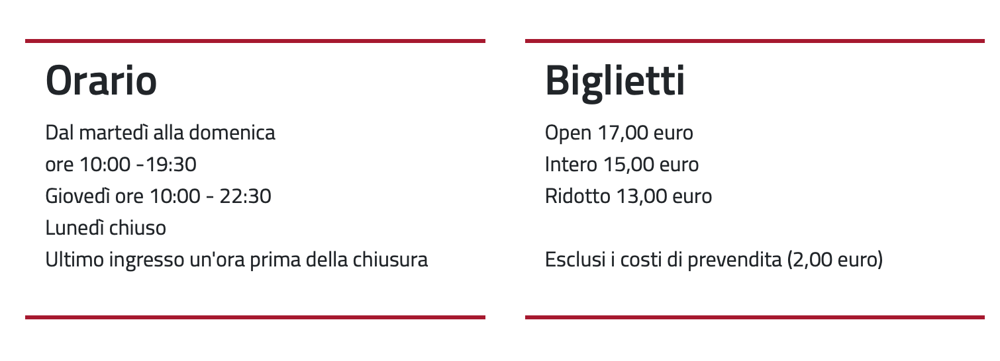 Orario
Dal martedì alla domenica
ore 10:00 -19:30
Giovedì ore 10:00 - 22:30
Lunedì chiuso
Ultimo ingresso un'ora prima della chiusura
Biglietti
Open 17,00 euro
Intero 15,00 euro
Ridotto 13,00 euro
Esclusi i costi di prevendita (2,00 euro)